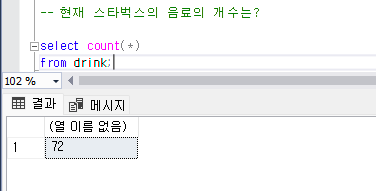 -- 현재 스타벅스의 음료의 개수는?
select count(*)
from drink;
102 %
결과 메시지
(열 이름 없음)
1 72